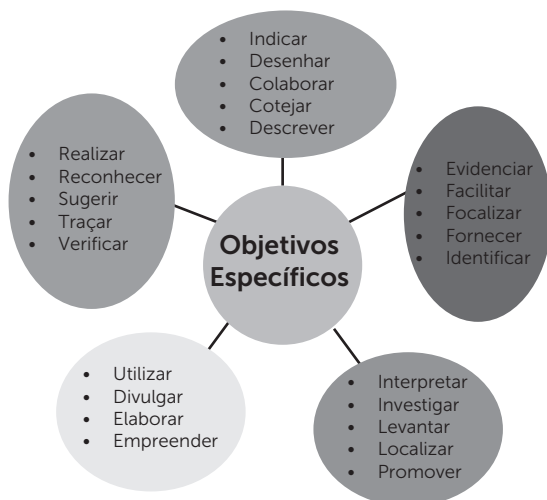 • Indicar
• Desenhar
• Colaborar
• Cotejar
• Descrever
• Realizar
• Reconhecer
• Sugerir
• Traçar
• Verificar
• Evidenciar
• Facilitar
• Focalizar
• Fornecer
• Identificar
Objetivos
Específicos
• Utilizar
• Divulgar
• Elaborar
• Empreender
• Interpretar
• Investigar
• Levantar
• Localizar
• Promover